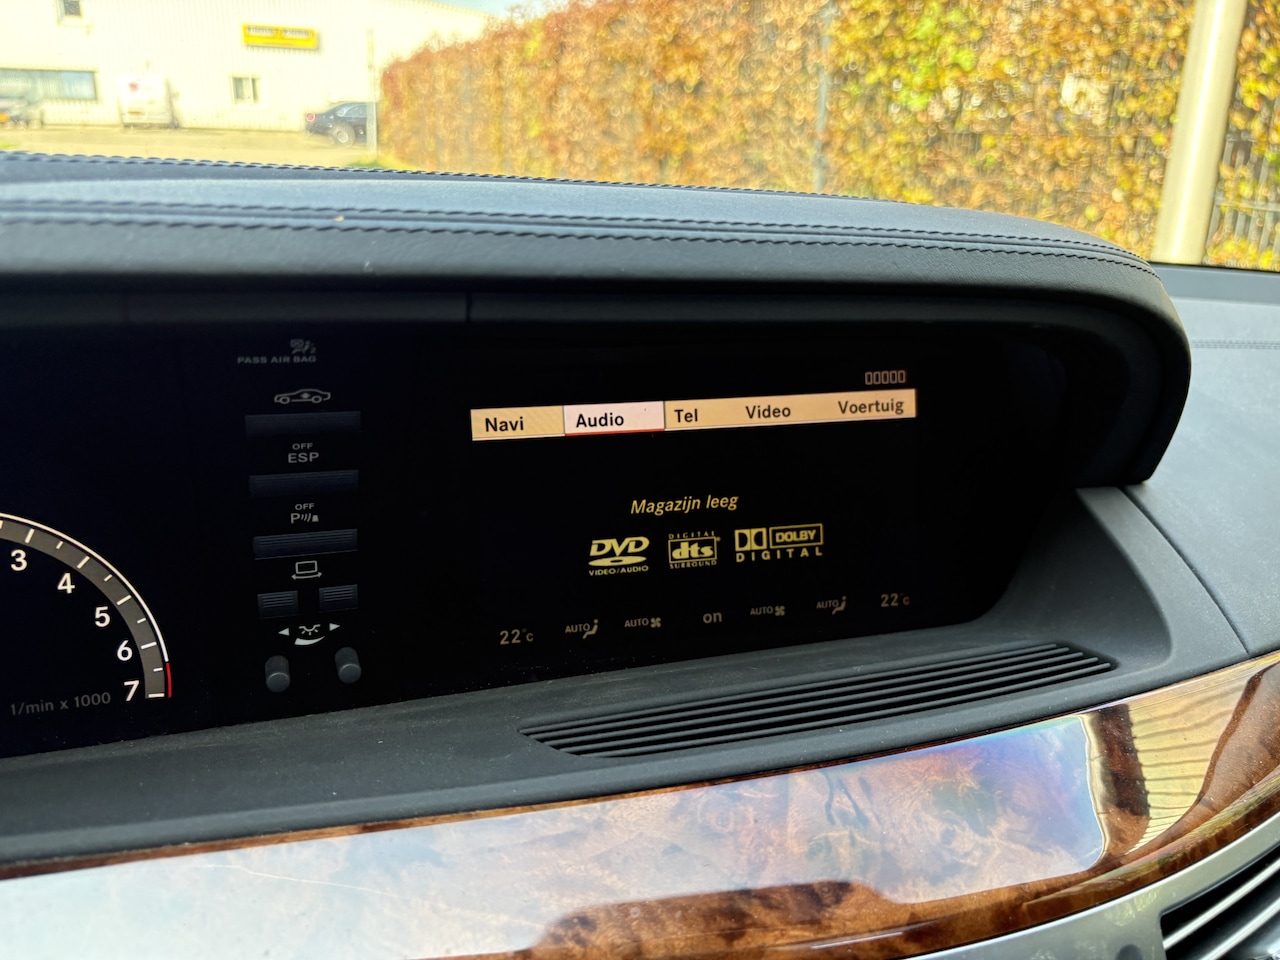 PASS AIR BAG
OFF
ESP
OFF
P
Navi Audio Tel Video Voertuig
Magazijn leeg
DVD
VIDEO/AUDIO
DIGITAL
dts
SURROUND
DOLBY
DIGITAL
22°C AUTO AUTO on AUTO AUTO 22°C
3
4
5
6
7
1/min x 1000